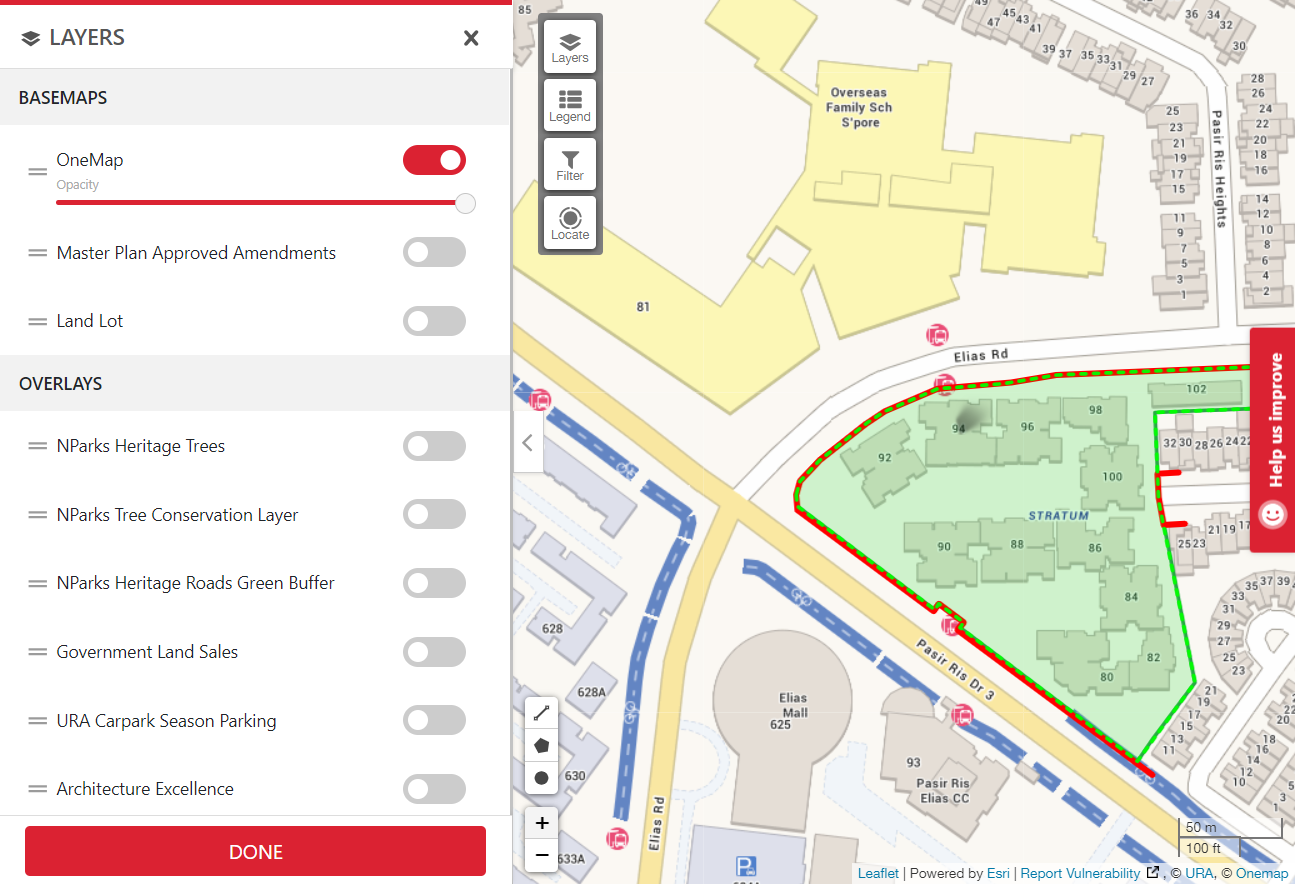 LAYERS
BASEMAPS
OneMap
Opacity
Master Plan Approved Amendments
Land Lot
OVERLAYS
NParks Heritage Trees
NParks Tree Conservation Layer
NParks Heritage Roads Green Buffer
Government Land Sales
URA Carpark Season Parking
Architecture Excellence
DONE
Layers
Legend
Filter
Locate
85
Overseas
Family Sch
S'pore
81
49
47
45
43
41
39
37
35
33
31
29
27
36
34
32
30
28
26
24
22
20
18
16
14
12
10
8
6
4
2
25
23
21
19
17
15
11
9
7
5
3
1
Pasir Ris Heights
Elias Rd
102
98
96
94
92
100
STRATUM
90
88
86
84
82
80
32
30
28
26
24
22
25
23
21
19
17
35
37
39
33
31
29
27
25
23
21
19
17
15
13
11
22
20
18
16
14
12
10
3
1
Pasir Ris Dr 3
Elias
Mall
625
93
Pasir Ris
Elias CC
628
628A
630
633A
Elias Rd
P
Help us improve
+
−
50 m
100 ft
Leaflet | Powered by Esri | Report Vulnerability , © URA, © Onemap